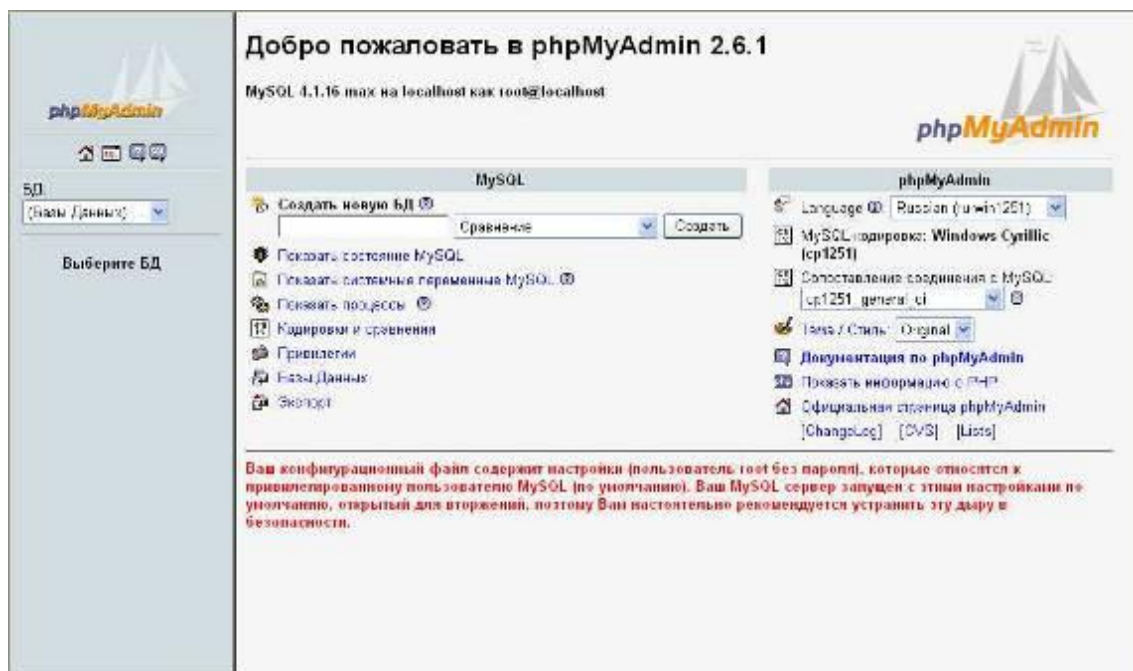 phpMyAdmin
БД:
(Базы Данных)
Выберите БД
Добро пожаловать в phpMyAdmin 2.6.1
MySQL 4.1.16 max на localhost как root@localhost
phpMyAdmin
MySQL
Создать новую БД
Сравнение
Создать
Показать состояние MySQL
Показать системные переменные MySQL
Показать процессы
Кодировки и сравнения
Привилегии
Базы Данных
Экспорт
phpMyAdmin
Language
Russian (ru-win1251)
MySQL-кодировка: Windows Cyrillic
(cp1251)
Сопоставление соединения с MySQL:
cp1251_general_ci
Тема / Стиль: Original
Документация по phpMyAdmin
Показать информацию о PHP
Официальная страница phpMyAdmin
[ChangeLog] [CVS] [Lists]
Ваш конфигурационный файл содержит настройки (пользователь root без пароля), которые относятся к
привилегированному пользователю MySQL (по умолчанию). Ваш MySQL сервер запущен с этими настройками по
умолчанию, открытый для вторжений, поэтому Вам настоятельно рекомендуется устранить эту дыру в
безопасности.